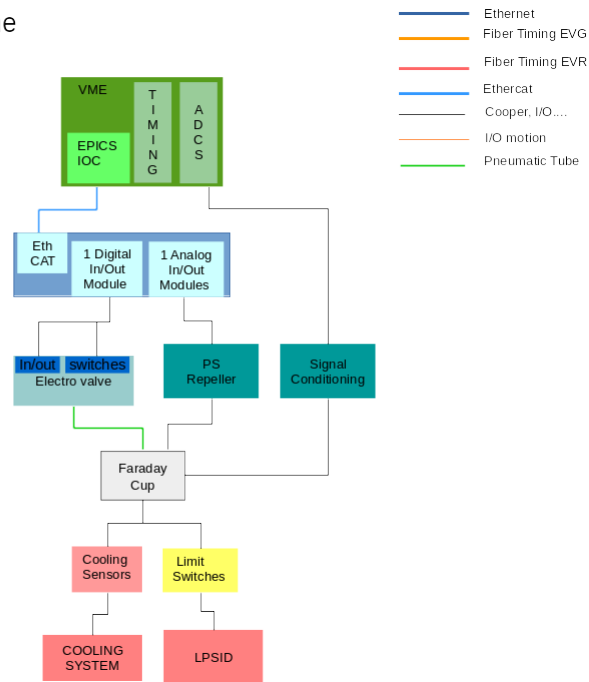 e
Ethernet
Fiber Timing EVG
Fiber Timing EVR
Ethercat
Cooper, I/O....
I/O motion
Pneumatic Tube
VME
EPICS
IOC
T
I
M
I
N
G
A
D
C
S
Eth
CAT
1 Digital
In/Out
Module
1 Analog
In/Out
Modules
In/out
switches
Electro valve
PS
Repeller
Signal
Conditioning
Faraday
Cup
Cooling
Sensors
Limit
Switches
COOLING
SYSTEM
LPSID